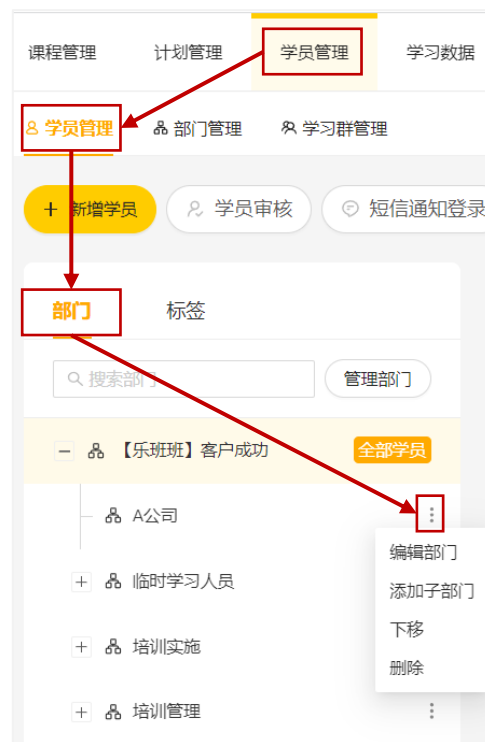 课程管理 计划管理 学员管理 学习数据
学员管理 部门管理 学习群管理
+ 新增学员 学员审核 短信通知登录
部门 标签
搜索部门 管理部门
【乐班班】客户成功 全部学员
A公司
编辑部门
临时学习人员
添加子部门
下移
培训实施
删除
培训管理